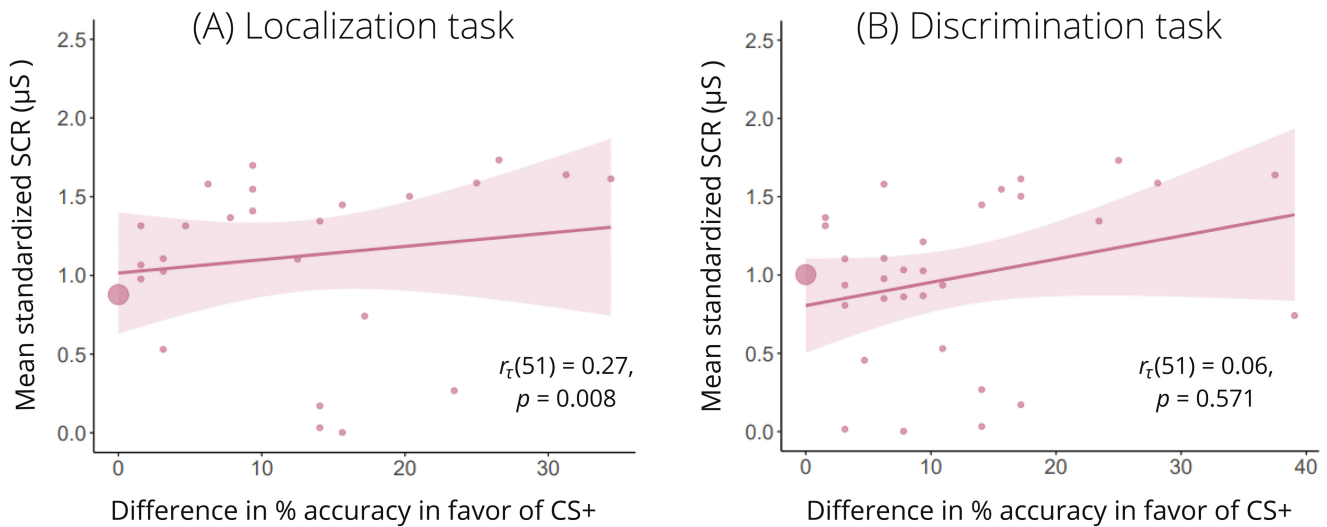 (A) Localization task
Mean standardized SCR (μS )
2.5
2.0
1.5
1.0
0.5
0.0
rτ(51) = 0.27,
p = 0.008
0 10 20 30
Difference in % accuracy in favor of CS+
(B) Discrimination task
Mean standardized SCR (μS )
2.5
2.0
1.5
1.0
0.5
0.0
rτ(51) = 0.06,
p = 0.571
0 10 20 30 40
Difference in % accuracy in favor of CS+